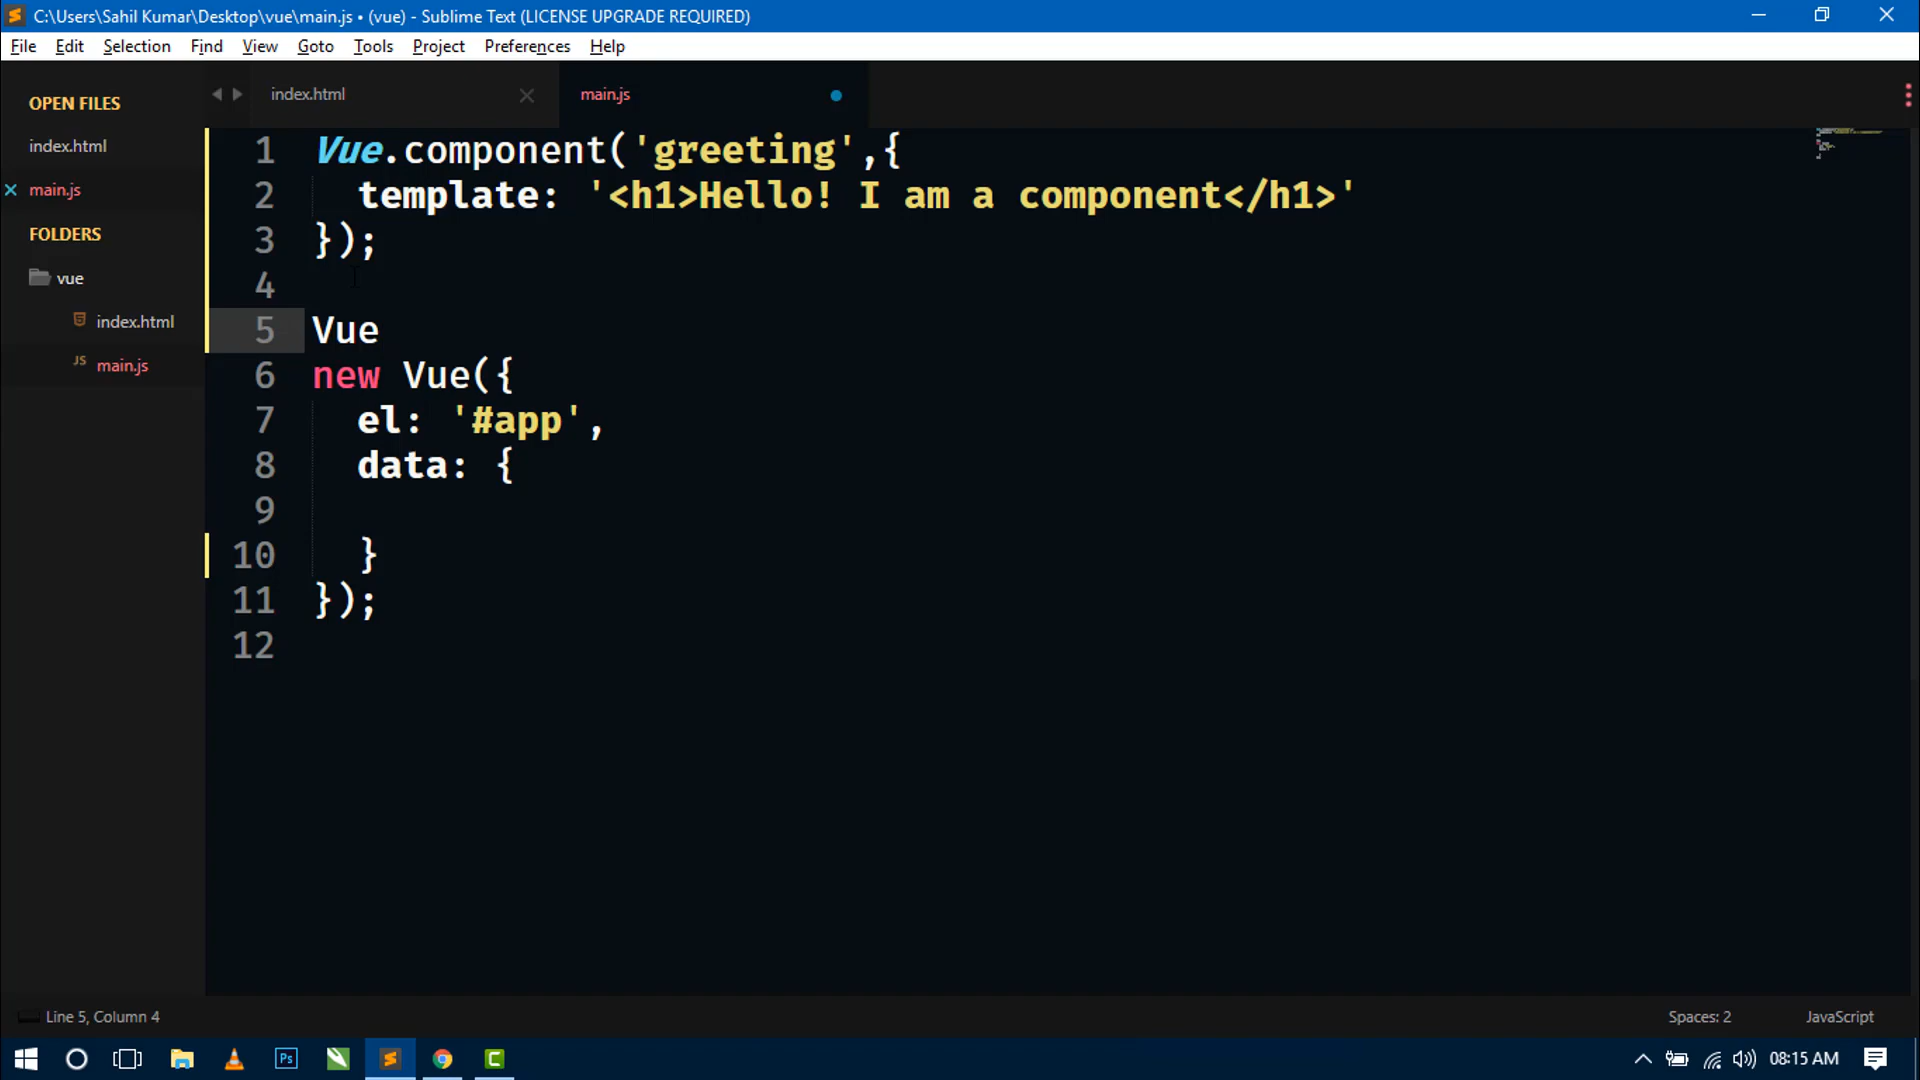 C:\Users\Sahil Kumar\Desktop\vue\main.js • (vue) - Sublime Text (LICENSE UPGRADE REQUIRED)
File Edit Selection Find View Goto Tools Project Preferences Help
OPEN FILES
index.html
main.js
FOLDERS
vue
index.html
JS main.js
index.html main.js
1 Vue.component('greeting',{
2 template: '<h1>Hello! I am a component</h1>'
3 });
4
5 Vue
6 new Vue({
7 el: '#app',
8 data: {
9
10 }
11 });
12
Line 5, Column 4 Spaces: 2 JavaScript
Ps C 08:15 AM